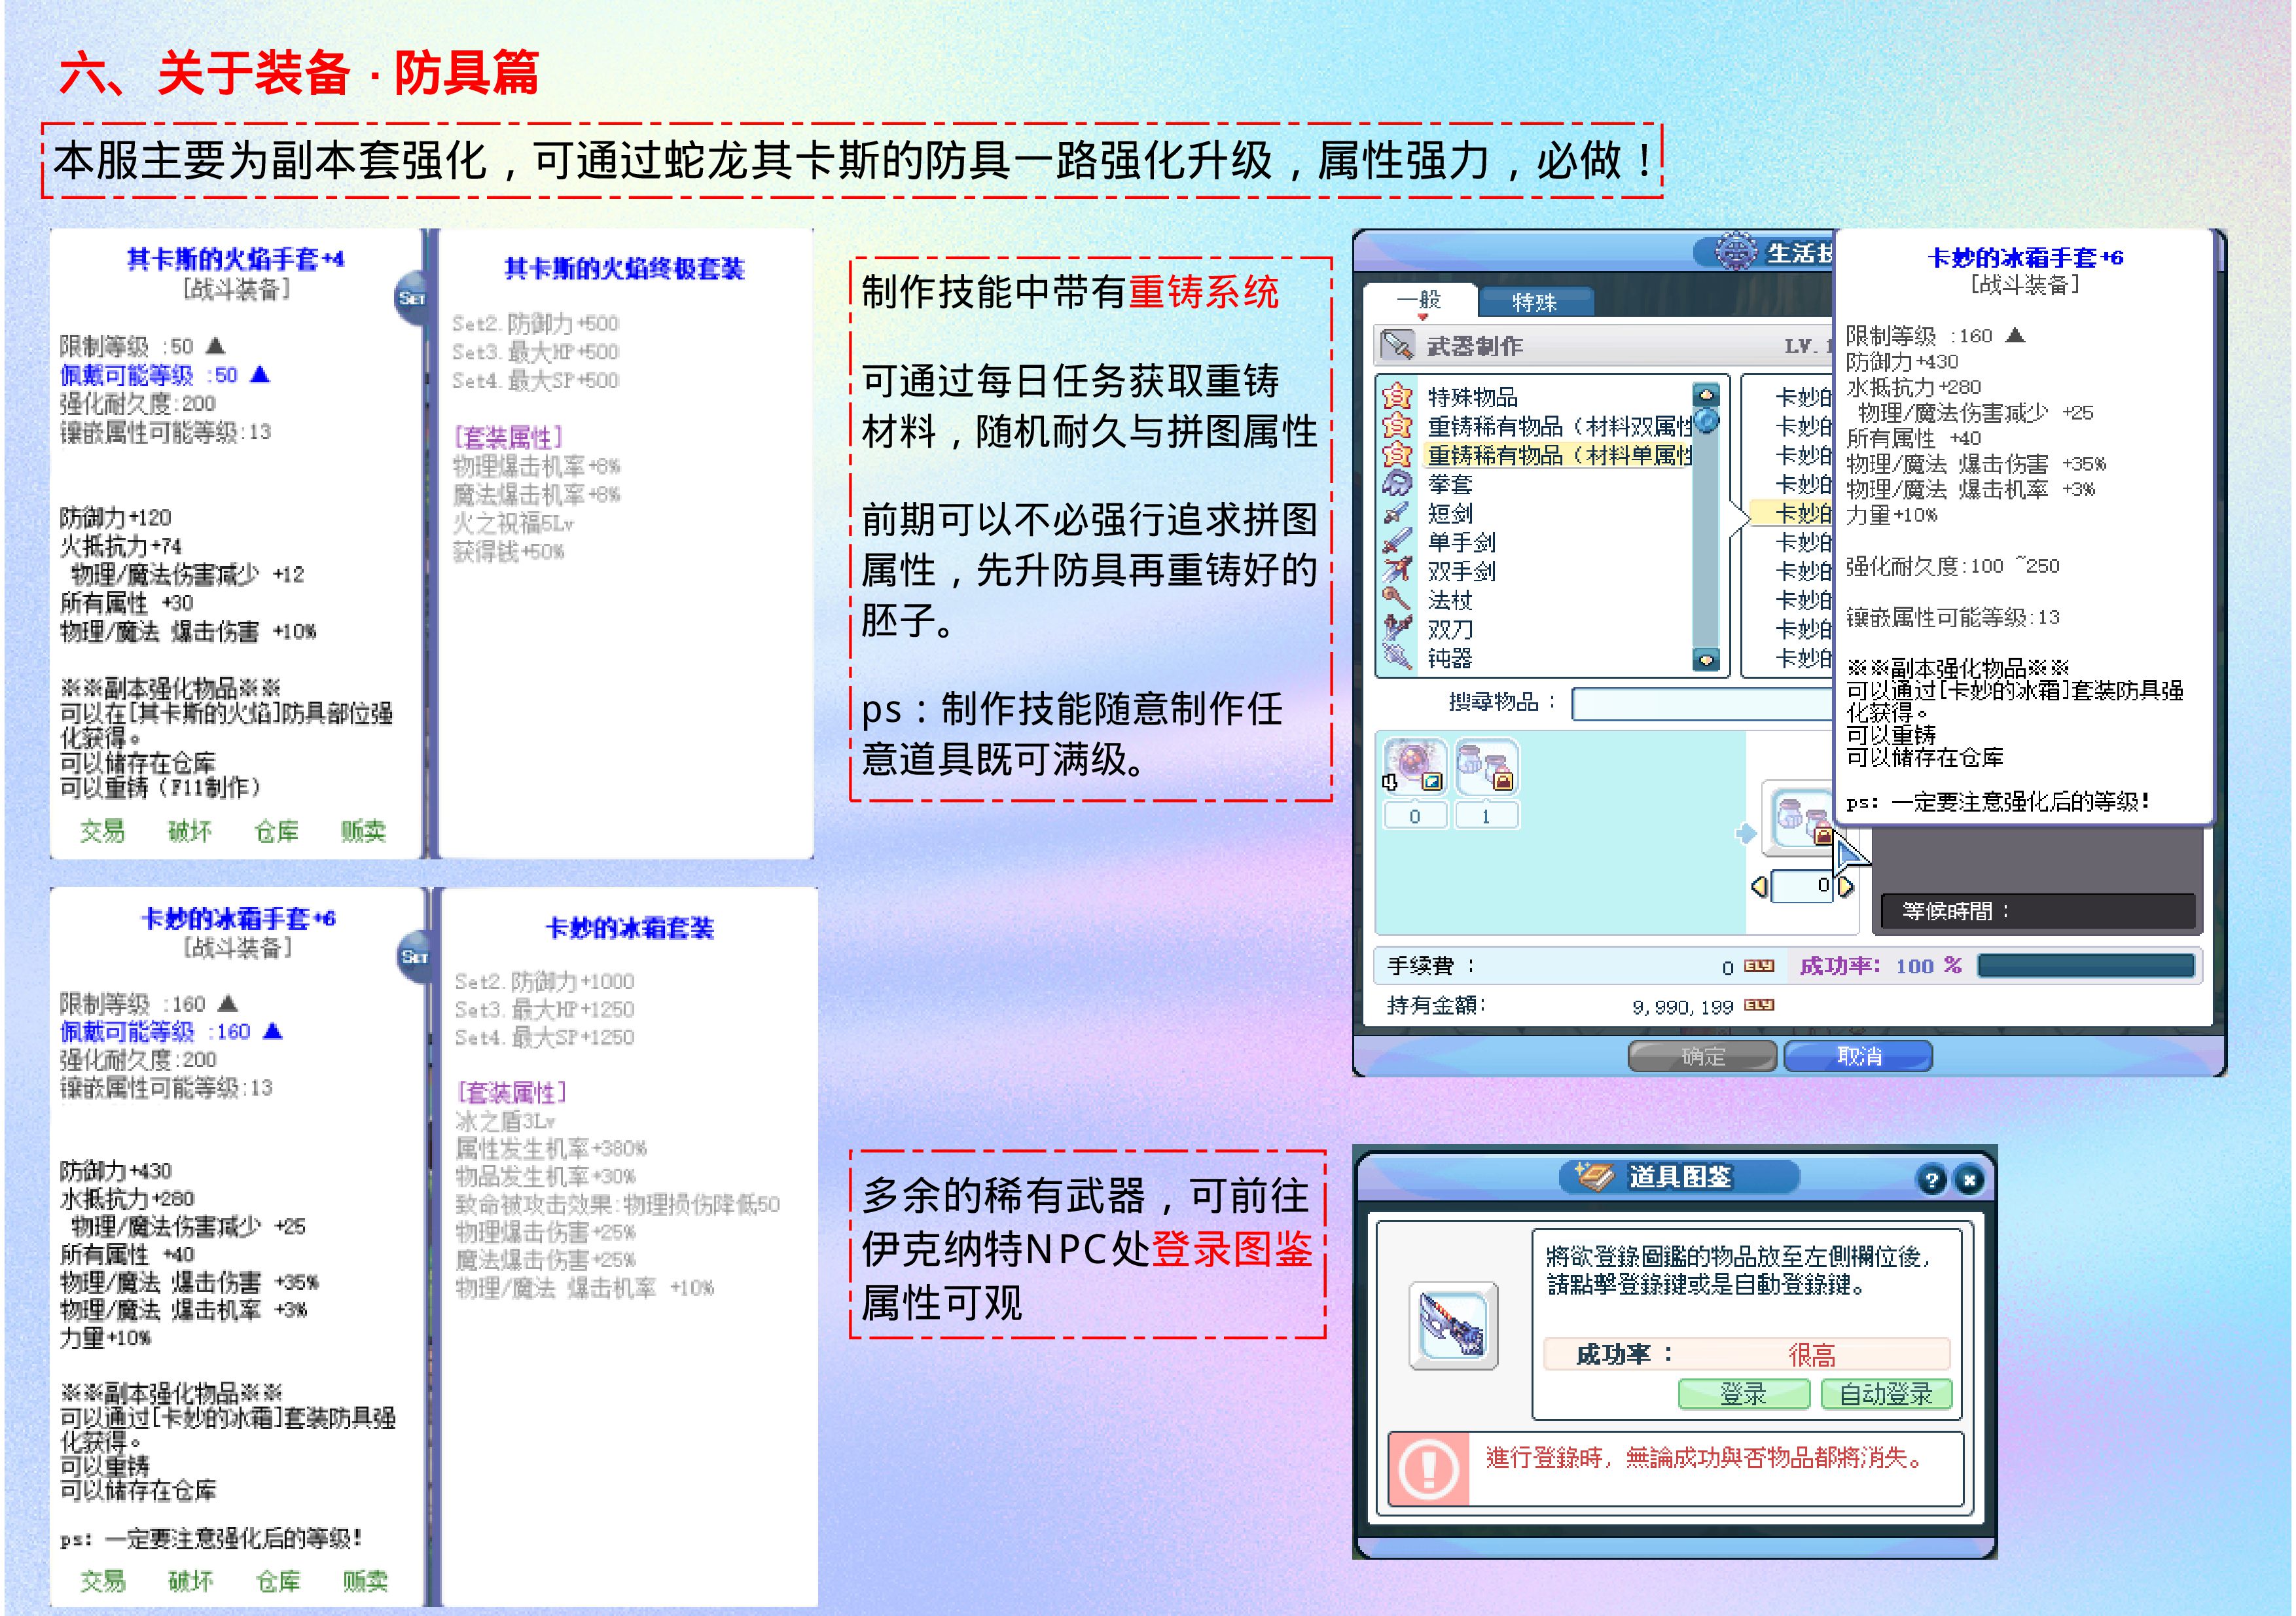 六、关于装备 · 防具篇
本服主要为副本套强化，可通过蛇龙其卡斯的防具一路强化升级，属性强力，必做！
其卡斯的火焰手套+4
[战斗装备]
SET
限制等级 :50 ▲
佩戴可能等级 :50 ▲
强化耐久度:200
镶嵌属性可能等级:13
防御力+120
火抵抗力+74
物理/魔法伤害减少 +12
所有属性 +30
物理/魔法 爆击伤害 +10%
※※副本强化物品※※
可以在[其卡斯的火焰]防具部位强
化获得。
可以储存在仓库
可以重铸（F11制作）
交易 破坏 仓库 贩卖
其卡斯的火焰终极套装
Set2.防御力+500
Set3.最大HP+500
Set4.最大SP+500
[套装属性]
物理爆击机率+8%
魔法爆击机率+8%
火之祝福5Lv
获得钱+50%
制作技能中带有重铸系统
可通过每日任务获取重铸
材料，随机耐久与拼图属性
前期可以不必强行追求拼图
属性，先升防具再重铸好的
胚子。
ps：制作技能随意制作任
意道具既可满级。
生活技
一般
特殊
武器制作
LV. 1
特殊物品
重铸稀有物品（材料双属性
重铸稀有物品（材料单属性
拳套
短剑
单手剑
双手剑
法杖
双刀
钝器
卡妙的
卡妙的
卡妙的
卡妙的
卡妙的
卡妙的
卡妙的
卡妙的
卡妙的
卡妙的
搜尋物品：
0
1
0
等候時間：
手续費：
0
成功率: 100 %
持有金額:
9,990,199
确定
取消
卡妙的冰霜手套+6
[战斗装备]
限制等级 :160 ▲
防御力+430
水抵抗力+280
物理/魔法伤害减少 +25
所有属性 +40
物理/魔法 爆击伤害 +35%
物理/魔法 爆击机率 +3%
力量+10%
强化耐久度:100 ~250
镶嵌属性可能等级:13
※※副本强化物品※※
可以通过[卡妙的冰霜]套装防具强
化获得。
可以重铸
可以储存在仓库
ps: 一定要注意强化后的等级!
卡妙的冰霜手套+6
[战斗装备]
SET
限制等级 :160 ▲
佩戴可能等级 :160 ▲
强化耐久度:200
镶嵌属性可能等级:13
防御力+430
水抵抗力+280
物理/魔法伤害减少 +25
所有属性 +40
物理/魔法 爆击伤害 +35%
物理/魔法 爆击机率 +3%
力量+10%
※※副本强化物品※※
可以通过[卡妙的冰霜]套装防具强
化获得。
可以重铸
可以储存在仓库
ps: 一定要注意强化后的等级!
交易 破坏 仓库 贩卖
卡妙的冰霜套装
Set2.防御力+1000
Set3.最大HP+1250
Set4.最大SP+1250
[套装属性]
冰之盾3Lv
属性发生机率+380%
物品发生机率+30%
致命被攻击效果:物理损伤降低50
物理爆击伤害+25%
魔法爆击伤害+25%
物理/魔法 爆击机率 +10%
多余的稀有武器，可前往
伊克纳特NPC处登录图鉴
属性可观
道具图鉴
將欲登錄圖鑑的物品放至左側欄位後，
請點擊登錄鍵或是自動登錄鍵。
成功率：
很高
登录
自动登录
進行登錄時，無論成功與否物品都將消失。